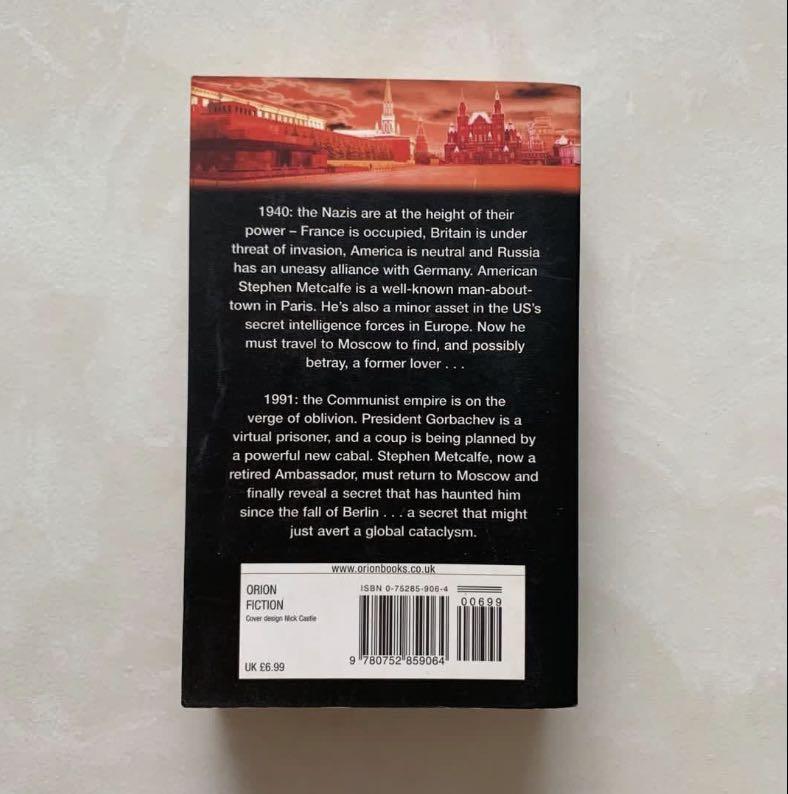 1940: the Nazis are at the height of their
power – France is occupied, Britain is under
threat of invasion, America is neutral and Russia
has an uneasy alliance with Germany. American
Stephen Metcalfe is a well-known man-about-
town in Paris. He's also a minor asset in the US's
secret intelligence forces in Europe. Now he
must travel to Moscow to find, and possibly
betray, a former lover . . .
1991: the Communist empire is on the
verge of oblivion. President Gorbachev is a
virtual prisoner, and a coup is being planned by
a powerful new cabal. Stephen Metcalfe, now a
retired Ambassador, must return to Moscow and
finally reveal a secret that has haunted him
since the fall of Berlin . . . a secret that might
just avert a global cataclysm.
www.orionbooks.co.uk
ORION
FICTION
Cover design Nick Castle
UK £6.99
ISBN 0-75285-906-4
00699
9 780752 859064